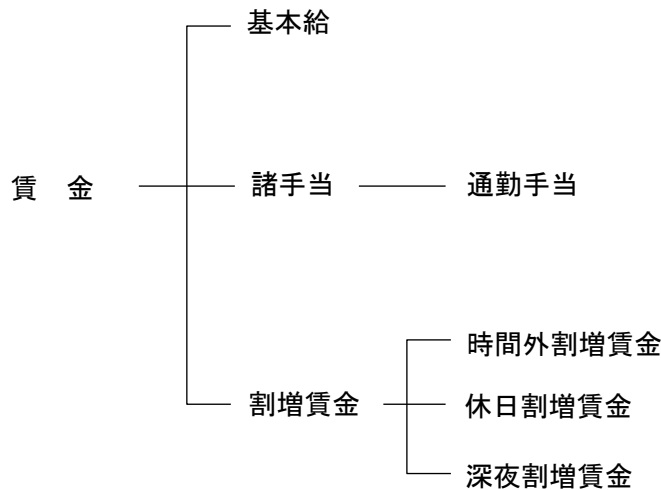 基本給
賃　金
諸手当
通勤手当
割増賃金
時間外割増賃金
休日割増賃金
深夜割増賃金